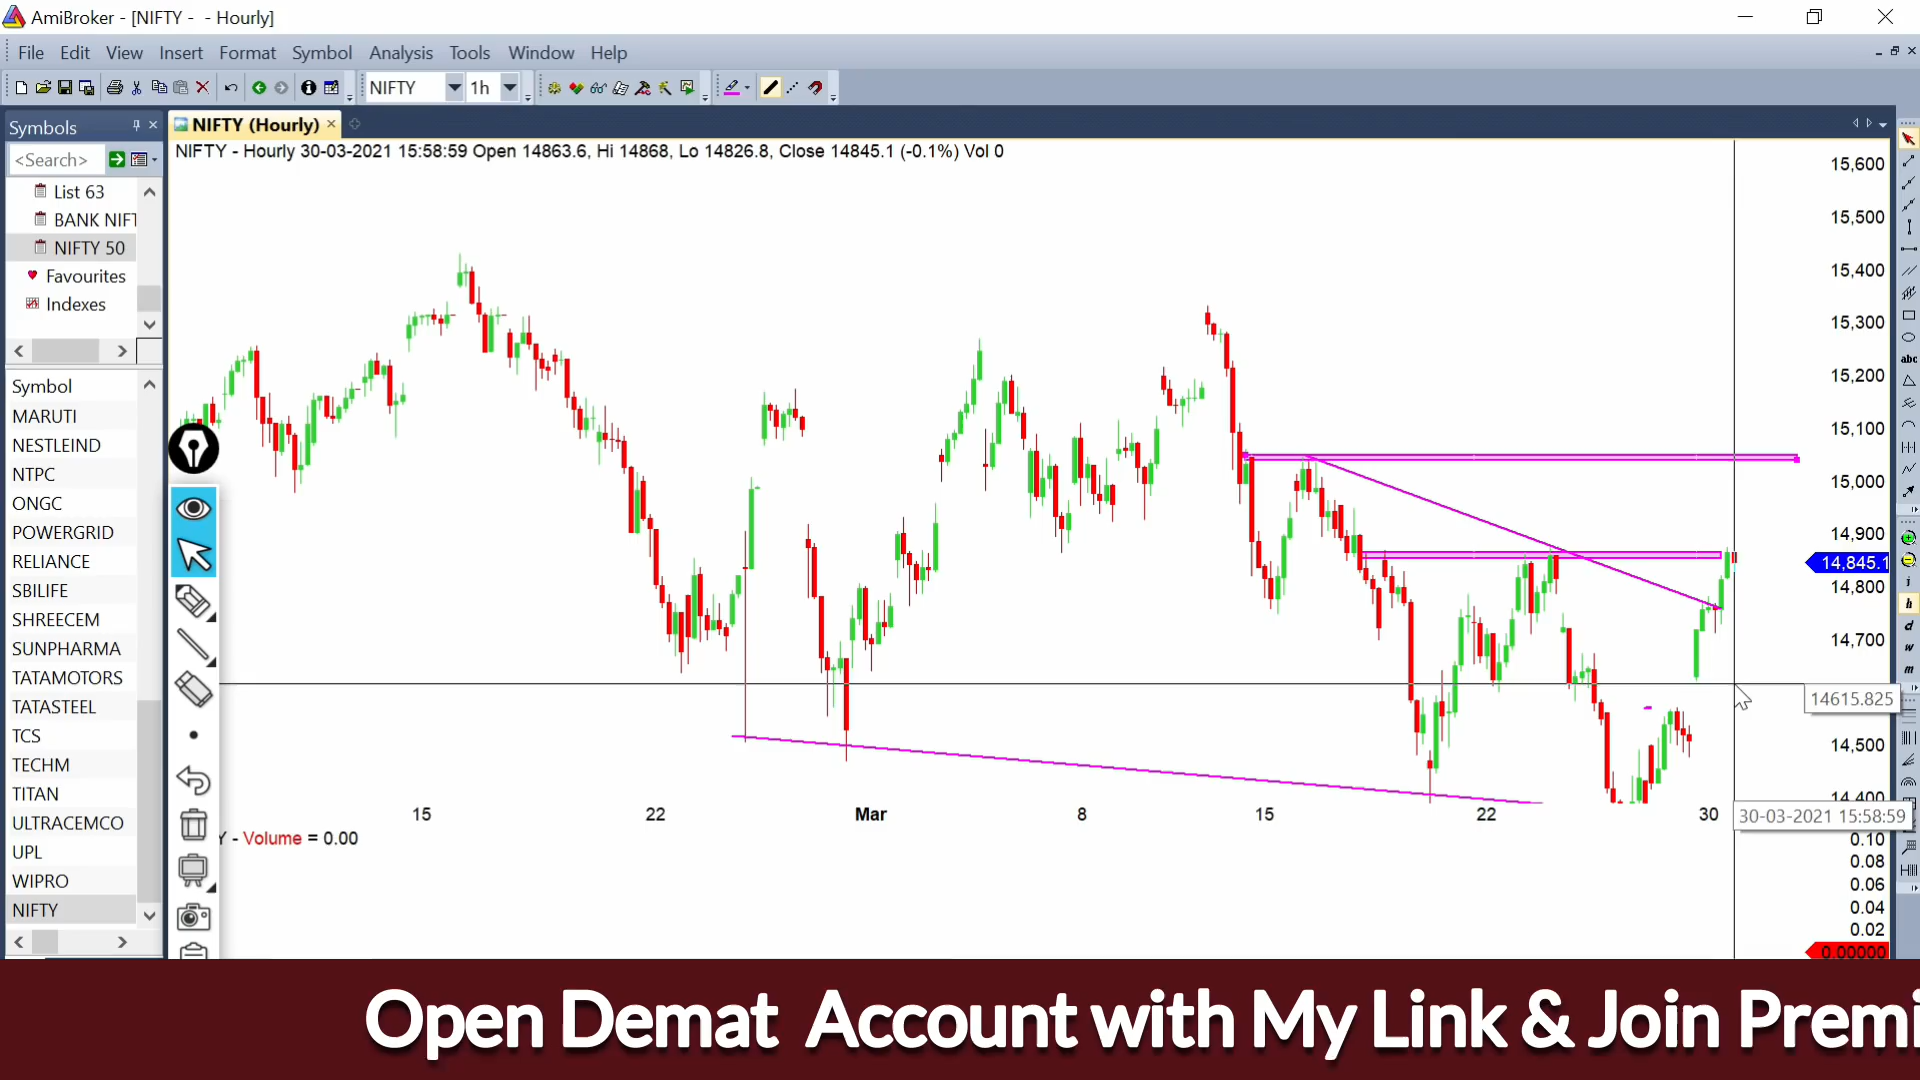 AmiBroker - [NIFTY -  - Hourly]
File Edit View Insert Format Symbol Analysis Tools Window Help
NIFTY 1h
Symbols
NIFTY (Hourly)
<Search>
NIFTY - Hourly 30-03-2021 15:58:59 Open 14863.6, Hi 14868, Lo 14826.8, Close 14845.1 (-0.1%) Vol 0
List 63
BANK NIFT
NIFTY 50
Favourites
Indexes
Symbol
MARUTI
NESTLEIND
NTPC
ONGC
POWERGRID
RELIANCE
SBILIFE
SHREECEM
SUNPHARMA
TATAMOTORS
TATASTEEL
TCS
TECHM
TITAN
ULTRACEMCO
UPL
WIPRO
NIFTY
15,600
15,500
15,400
15,300
15,200
15,100
15,000
14,900
14,845.1
14,800
14,700
14615.825
14,500
14,400
abc
i
h
d
w
m
15 22 Mar 8 15 22 30
30-03-2021 15:58:59
Y - Volume = 0.00
0.10
0.08
0.06
0.04
0.02
0.00000
Open Demat Account with My Link & Join Premi